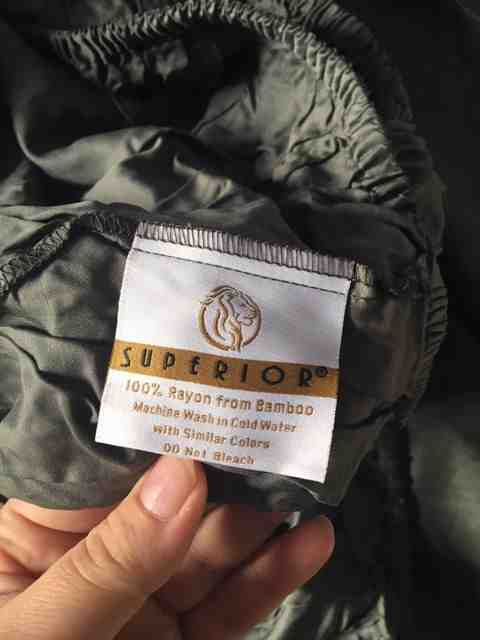 SUPERIOR®
100% Rayon from Bamboo
Machine Wash in Cold Water
with Similar Colors
DO Not Bleach